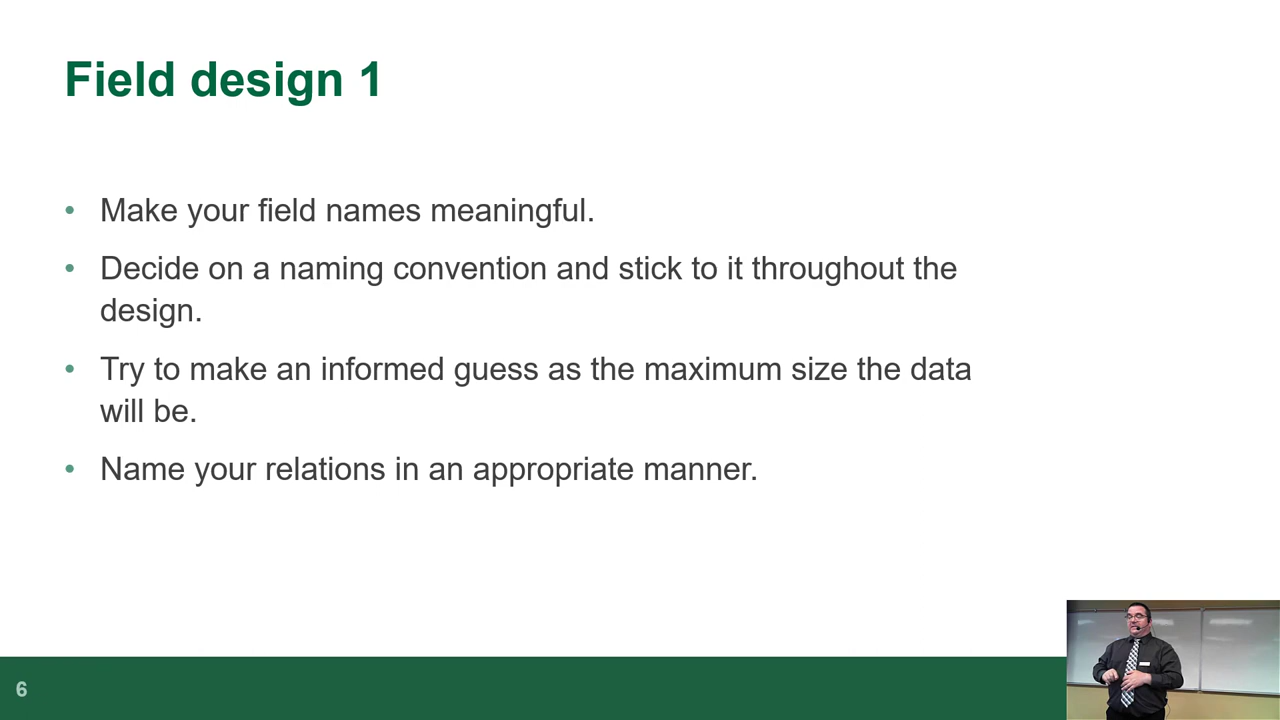 Field design 1
• Make your field names meaningful.
• Decide on a naming convention and stick to it throughout the
design.
• Try to make an informed guess as the maximum size the data
will be.
• Name your relations in an appropriate manner.
6